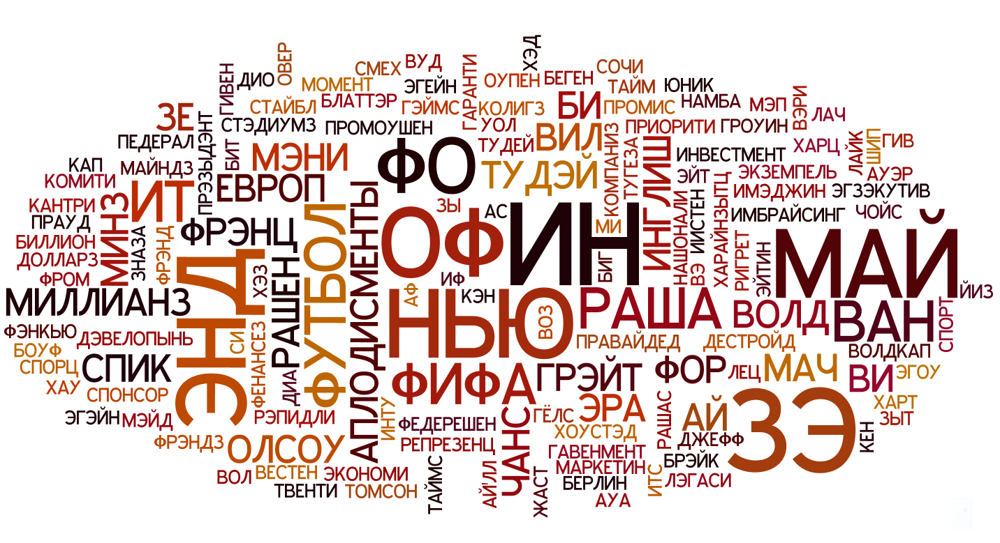 ХЭД
ОВЕР
СМЕХ
ВУД
СОЧИ
ГИВЕН
ДИО
МОМЕНТ
ЭГЕЙН
ГАРАНТИ
ОУПЕН
БЕГЕН
ТАЙМ
ЮНИК
СТАЙБЛ
БЛАТТЭР
ГЭЙМС
КОЛИГЗ
БИ
ПРОМИС
НАМБА
МЭП
ВЭРИ
ЛАЧ
ЗЕ
ПРЭЗЫДЭНТ
СТЭДИУМЗ
ПРОМОУШЕН
УОЛ
ПРИОРИТИ
ГРОУИН
ПЕДЕРАЛ
БИТ
МЭНИ
ФО
ТУДЕЙ
ВИЛ
КОМПАНИЗ
ТУГЕЗА
ИНГЛИШ
ИНВЕСТМЕНТ
ХАРЦ
ЛАЙК
ШИП
ГИВ
КАП
МАЙНДЗ
ТУДЭЙ
ЭЙТ
ЭКЗЕМПЕЛЬ
АУЭР
КОМИТИ
ИТ
ЕВРОП
НАШОНАЛИ
ИИСТЕН
ХАРАЙНЗЫТЦ
ИМЭДЖИН
ЭГЗЭКУТИВ
КАНТРИ
МИНЗ
ЗЫ
АС
ИН
ИМБРАЙСИНГ
ЧОЙС
ПРАУД
ЗНАЗА
ФРЭНД
ФРЭНЦ
ФУТБОЛ
АПЛОДИСМЕНТЫ
ОФ
МИ
БИГ
ВЭ
РИГРЕТ
ЭЙТИН
МАЙ
БИЛЛИОН
ДОЛЛАРЗ
ФРОМ
ЭНД
ХЭЗ
РАШЕНЦ
АФ
ИФ
КЭН
ЙИЗ
МИЛЛИАНЗ
НЬЮ
ВОЗ
РАША
ВОЛД
ВАН
СПОРТ
ФЭНКЬЮ
ДЭВЕЛОПЫНЬ
СИ
ФЕНАНСЕЗ
ПРАВАЙДЕД
ДЕСТРОЙД
ВОЛДКАП
БОУФ
СПОРЦ
СПИК
ДИА
ФИФА
ГРЭЙТ
ФОР
ЛЕЦ
МАЧ
ВИ
ЭГОУ
ХАУ
СПОНСОР
ИНТУ
ЧАНС
ГЁЛС
ЭРА
РАШАС
АЙ
ЗЭ
ХАРТ
ЗЫТ
ЭГЭЙН
МЭЙД
РЭПИДЛИ
ФЕДЕРЕШЕН
ХОУСТЭД
ДЖЕФФ
КЕН
ФРЭНДЗ
ОЛСОУ
РЕПРЕЗЕНЦ
ГАВЕНМЕНТ
БРЭЙК
ВОЛ
ВЕСТЕН
ЭКОНОМИ
ТАЙМС
АЙ'ЛЛ
ЖАСТ
МАРКЕТИН
ИТС
ЛЭГАСИ
ТВЕНТИ
ТОМСОН
БЕРЛИН
АУА